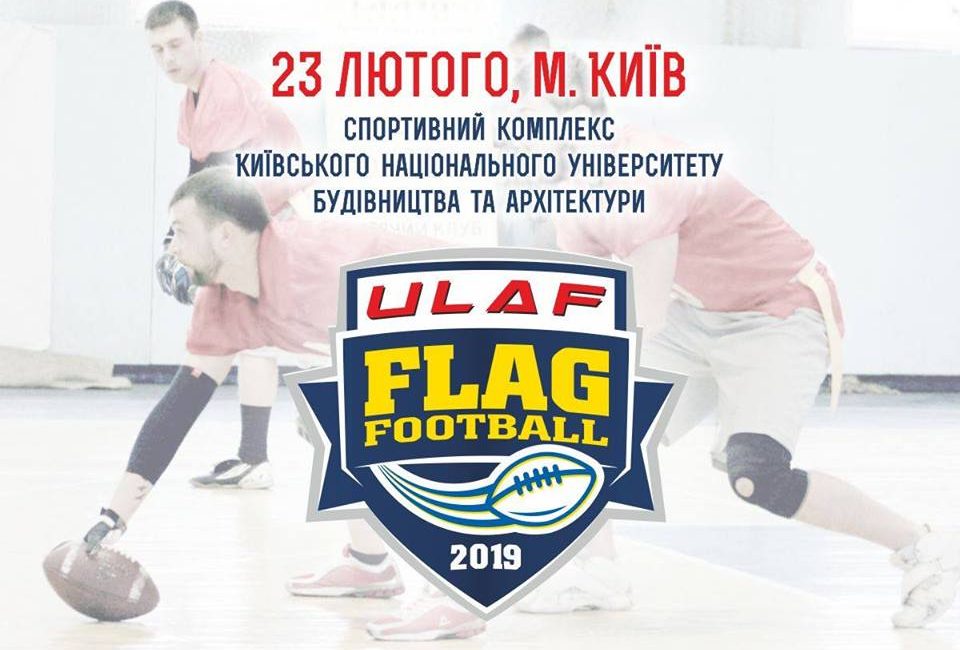 23 ЛЮТОГО, М. КИЇВ
СПОРТИВНИЙ КОМПЛЕКС
КИЇВСЬКОГО НАЦІОНАЛЬНОГО УНІВЕРСИТЕТУ
БУДІВНИЦТВА ТА АРХІТЕКТУРИ
ULAF
FLAG
FOOTBALL
2019